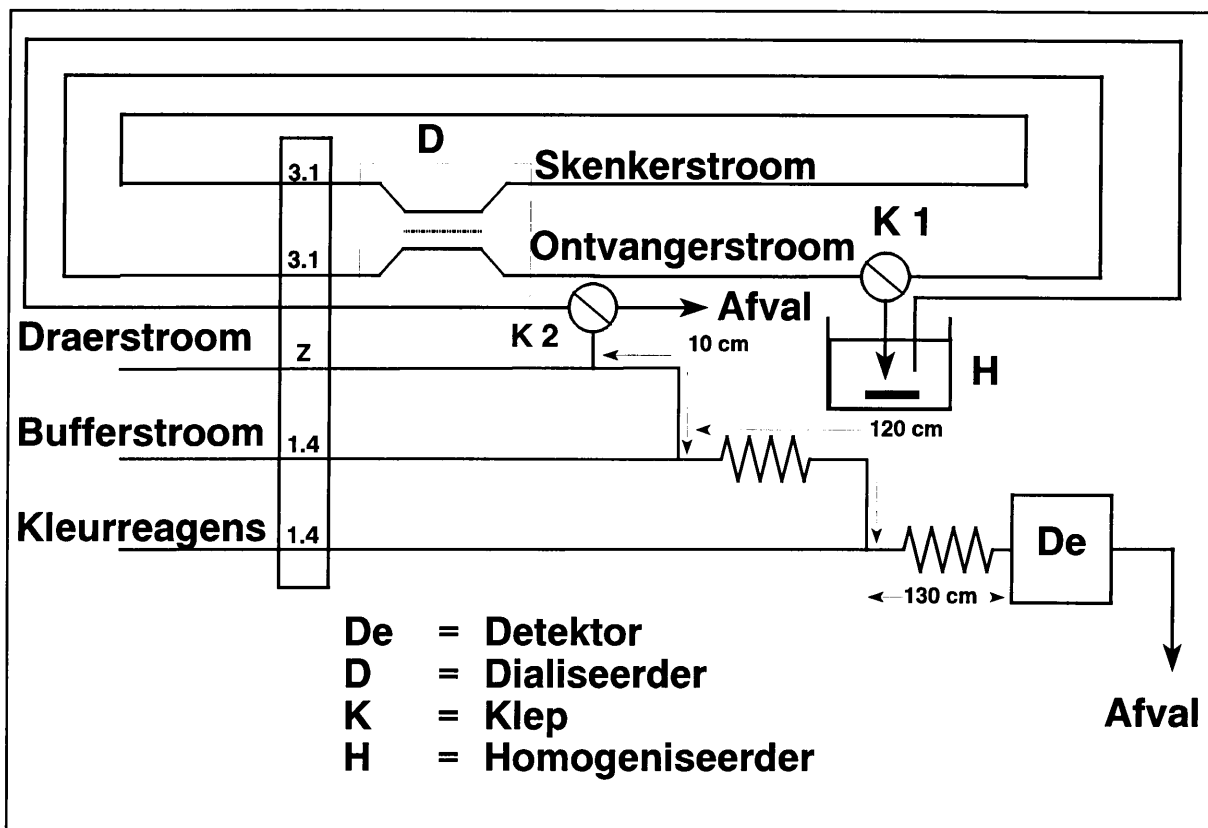 D
3.1 Skenkerstroom
K 1
3.1 Ontvangerstroom
Afval
K 2
10 cm
Draerstroom
Z
H
Bufferstroom
120 cm
1.4
Kleurreagens
1.4
De
130 cm
De = Detektor
D = Dialiseerder
K = Klep
H = Homogeniseerder
Afval